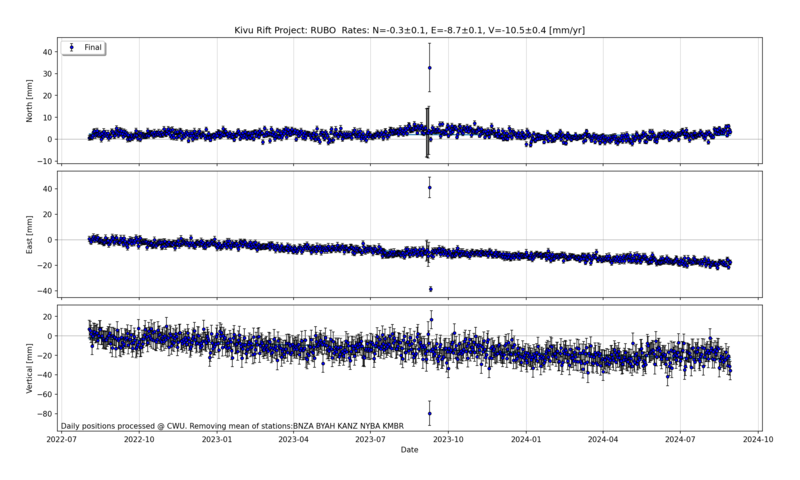 Kivu Rift Project: RUBO  Rates: N=-0.3±0.1, E=-8.7±0.1, V=-10.5±0.4 [mm/yr]
Final
North [mm]
40
30
20
10
0
−10
East [mm]
40
20
0
−20
−40
Vertical [mm]
20
0
−20
−40
−60
−80
Daily positions processed @ CWU. Removing mean of stations:BNZA BYAH KANZ NYBA KMBR
2022-07 2022-10 2023-01 2023-04 2023-07 2023-10 2024-01 2024-04 2024-07 2024-10
Date